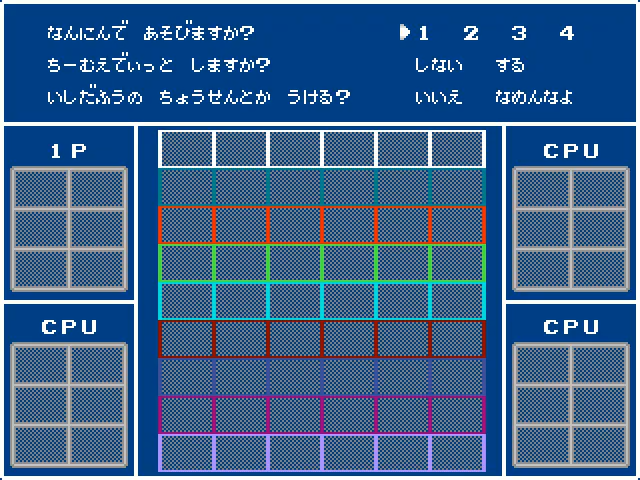 なんにんで あそびますか? 1 2 3 4
ちーむえでぃっと しますか? しない する
いしだふうの ちょうせんとか うける? いいえ なめんなよ
1P
CPU
CPU
CPU